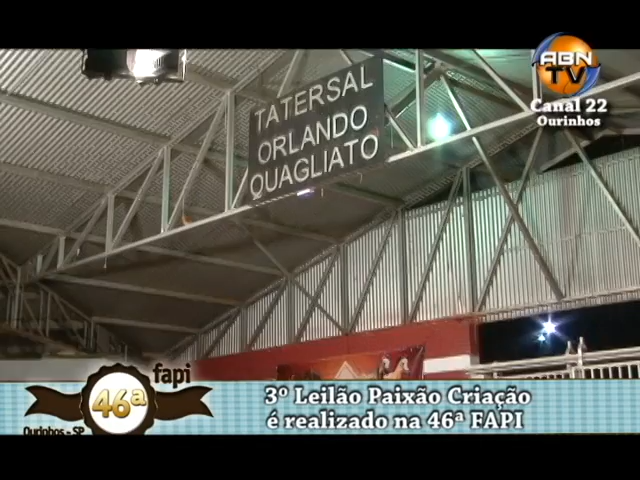 TATERSAL
ORLANDO
QUAGLIATO
ABN
TV
Canal 22
Ourinhos
46ª
fapi
Ourinhos - SP
3º Leilão Paixão Criação
é realizado na 46ª FAPI